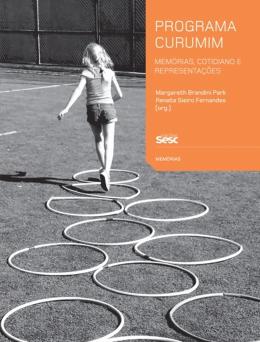 PROGRAMA
CURUMIM
MEMÓRIAS, COTIDIANO E
REPRESENTAÇÕES
Margareth Brandini Park
Renata Sieiro Fernandes
(org.)
Sesc
MEMÓRIAS